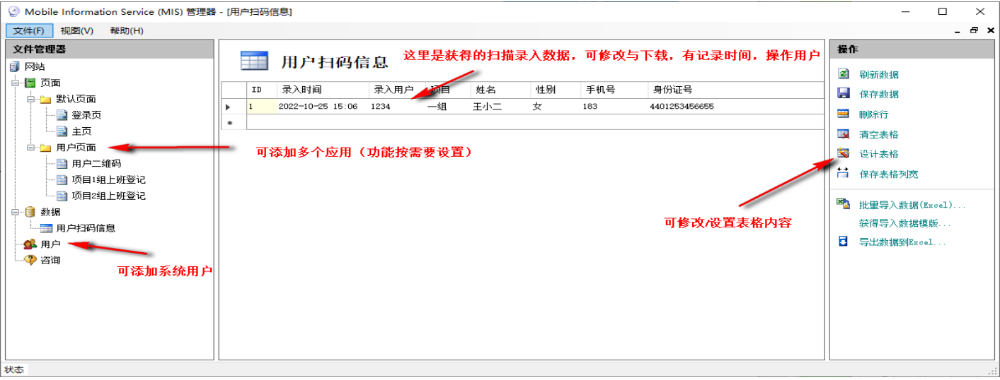 Mobile Information Service (MIS) 管理器 - [用户扫码信息]
文件(F) 视图(V) 帮助(H)
文件管理器
网站
页面
默认页面
登录页
主页
用户页面
用户二维码
项目1组上班登记
项目2组上班登记
数据
用户扫码信息
用户
咨询
可添加系统用户
用户扫码信息
这里是获得的扫描录入数据，可修改与下载，有记录时间，操作用户
ID 录入时间 录入用户 项目 姓名 性别 手机号 身份证号
1 2022-10-25 15:06 1234 一组 王小二 女 183 4401253456655
可添加多个应用（功能按需要设置）
可修改/设置表格内容
操作
刷新数据
保存数据
删除行
清空表格
设计表格
保存表格列宽
批量导入数据(Excel)...
获得导入数据模版...
导出数据到Excel...
状态